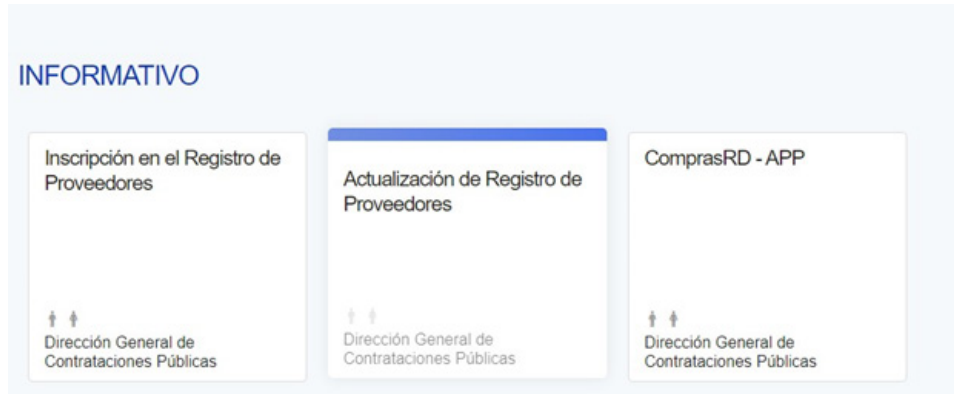 INFORMATIVO
Inscripción en el Registro de
Proveedores
Dirección General de
Contrataciones Públicas
Actualización de Registro de
Proveedores
Dirección General de
Contrataciones Públicas
ComprasRD - APP
Dirección General de
Contrataciones Públicas